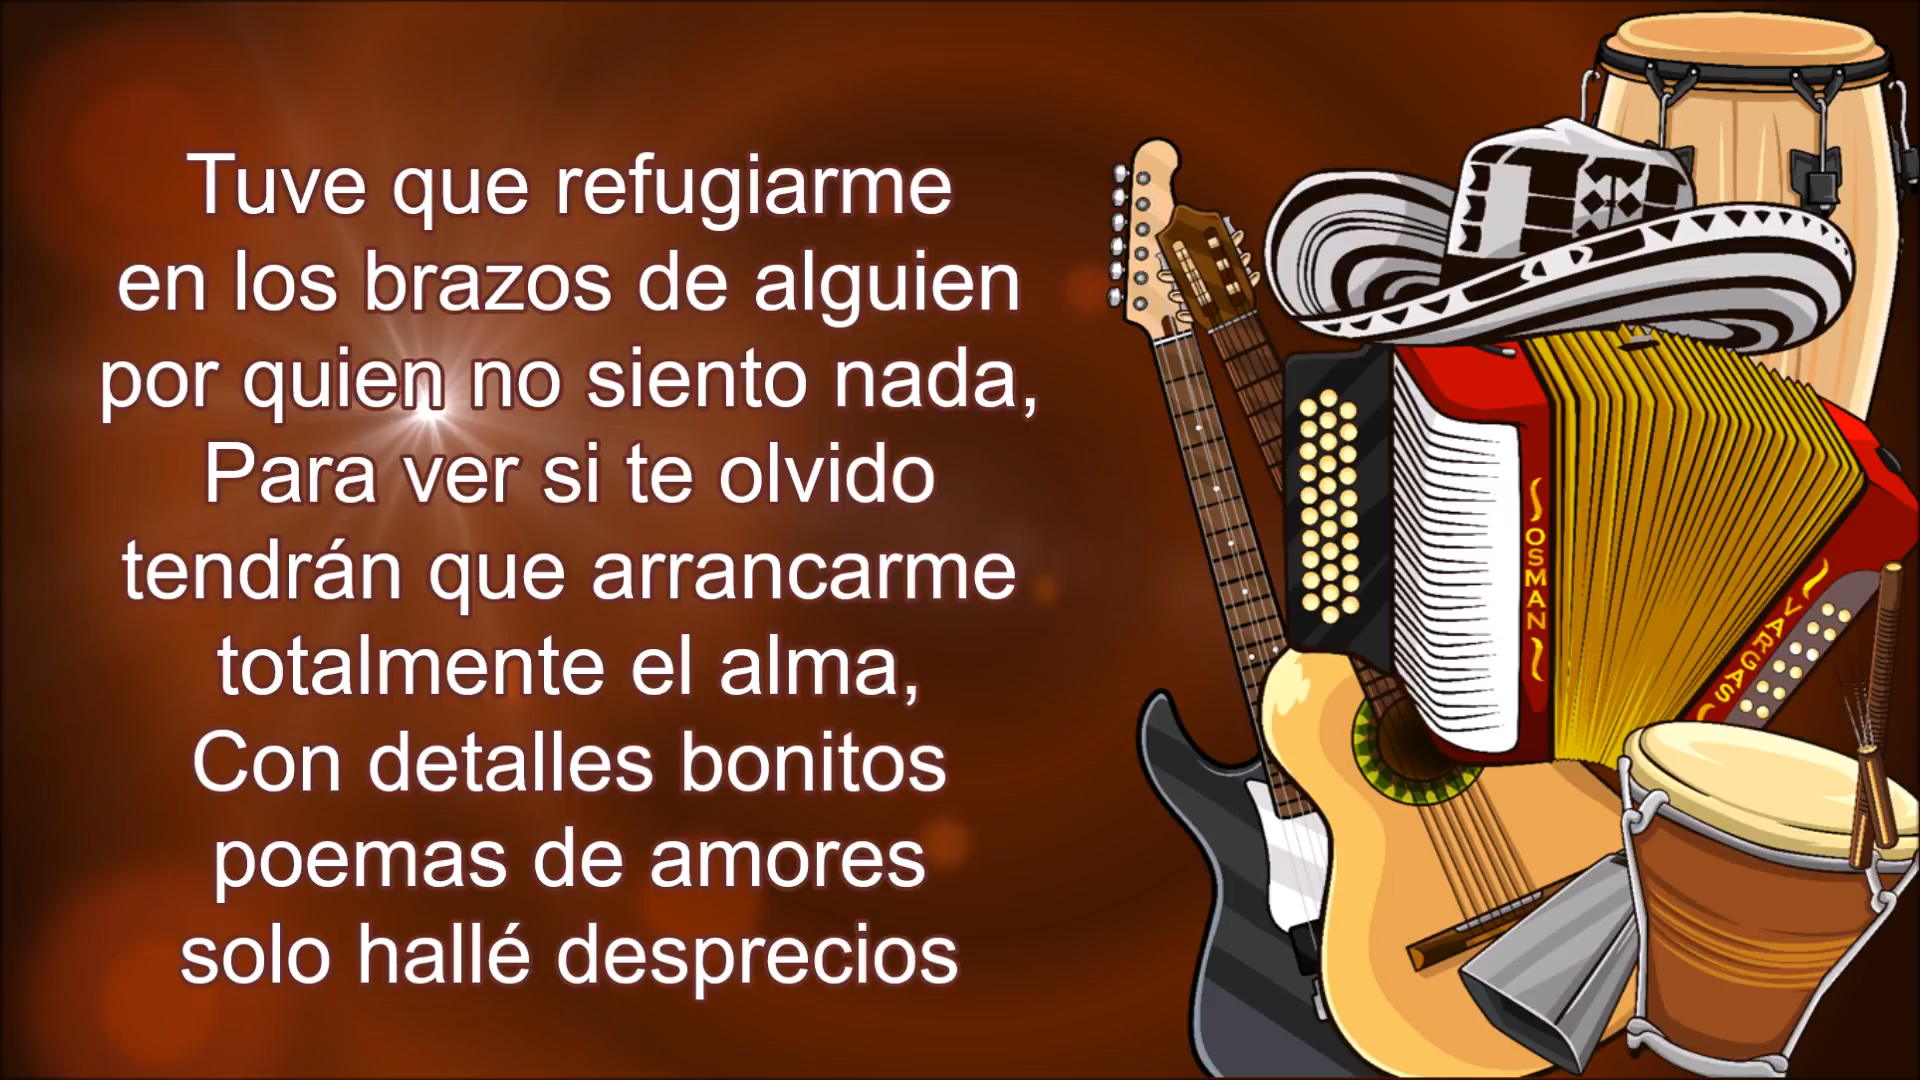 Tuve que refugiarme
en los brazos de alguien
por quien no siento nada,
Para ver si te olvido
tendrán que arrancarme
totalmente el alma,
Con detalles bonitos
poemas de amores
solo hallé desprecios
OSMAN
VARGAS